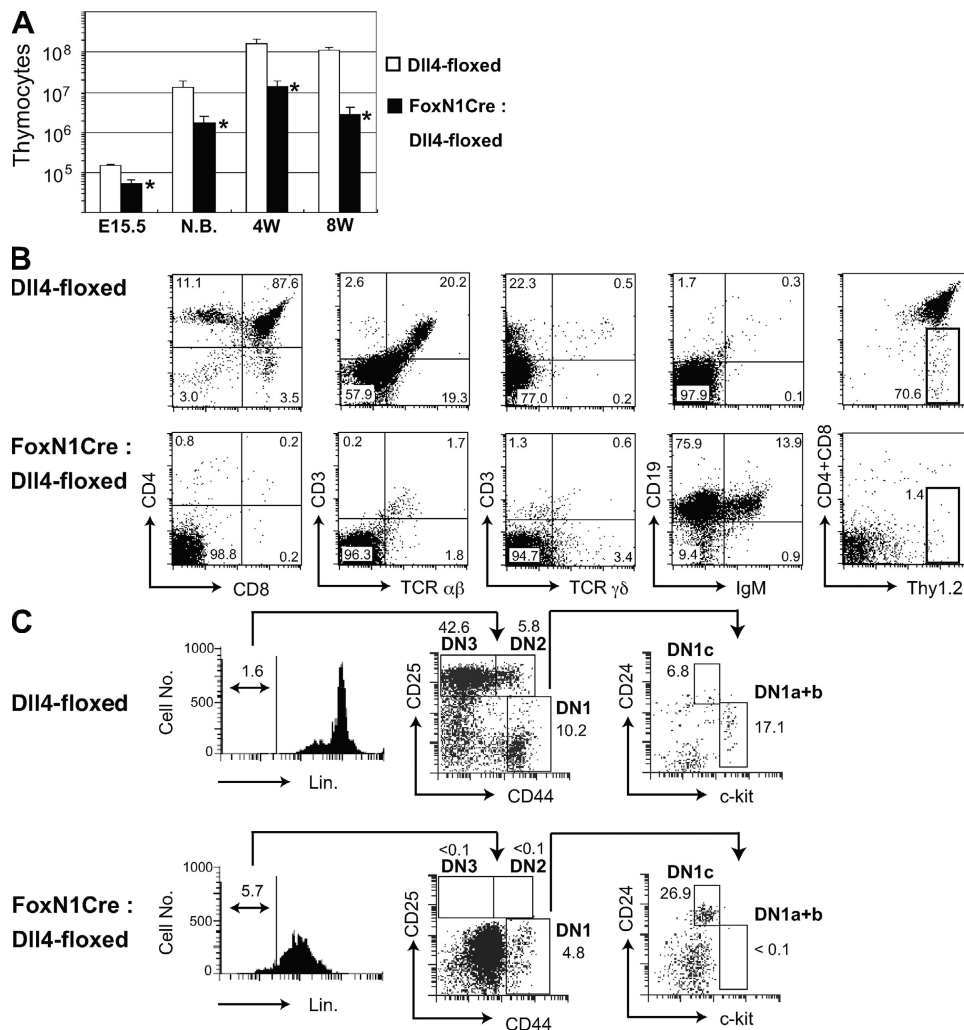 A
Thymocytes
10⁸
10⁷
10⁶
10⁵
* * * *
E15.5 N.B. 4W 8W
Dll4-floxed
FoxN1Cre :
Dll4-floxed
B
Dll4-floxed
11.1 87.6
3.0 3.5
2.6 20.2
57.9 19.3
22.3 0.5
77.0 0.2
1.7 0.3
97.9 0.1
70.6
FoxN1Cre :
Dll4-floxed
CD4
0.8 0.2
98.8 0.2
CD8
CD3
0.2 1.7
96.3 1.8
TCR αβ
CD3
1.3 0.6
94.7 3.4
TCR γδ
CD19
75.9 13.9
9.4 0.9
IgM
CD4+CD8
1.4
Thy1.2
C
Dll4-floxed
Cell No.
1000
500
0
1.6
Lin.
42.6 5.8
DN3 DN2
CD25
DN1
10.2
CD44
DN1c
6.8
CD24
DN1a+b
17.1
c-kit
FoxN1Cre :
Dll4-floxed
Cell No.
1000
500
0
5.7
Lin.
<0.1 <0.1
DN3 DN2
CD25
DN1
4.8
CD44
DN1c
26.9
CD24
DN1a+b
< 0.1
c-kit